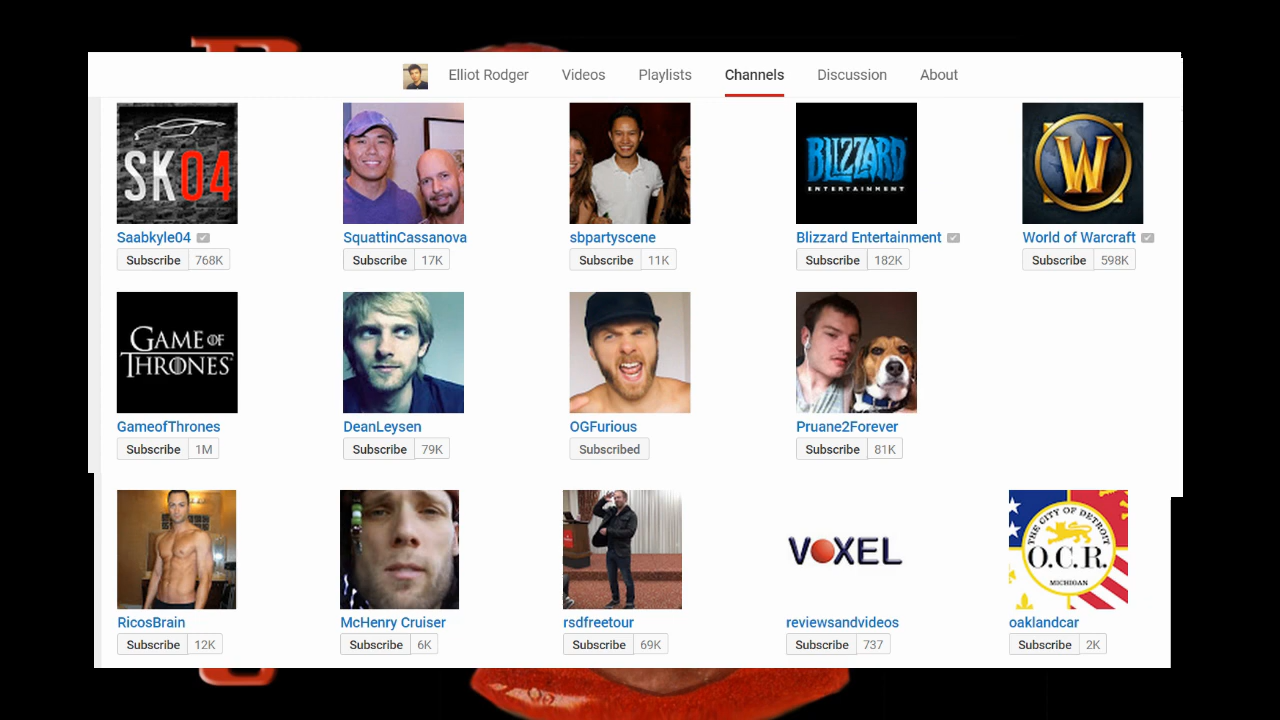 Elliot Rodger Videos Playlists Channels Discussion About
SK04
BLIZZARD
ENTERTAINMENT
W
Saabkyle04 SquattinCassanova sbpartyscene Blizzard Entertainment World of Warcraft
Subscribe 768K Subscribe 17K Subscribe 11K Subscribe 182K Subscribe 598K
GAME OF
THRONES
GameofThrones DeanLeysen OGFurious Pruane2Forever
Subscribe 1M Subscribe 79K Subscribed Subscribe 81K
VOXEL
THE CITY OF DETROIT
O.C.R.
MICHIGAN
RicosBrain McHenry Cruiser rsdfreetour reviewsandvideos oaklandcar
Subscribe 12K Subscribe 6K Subscribe 69K Subscribe 737 Subscribe 2K